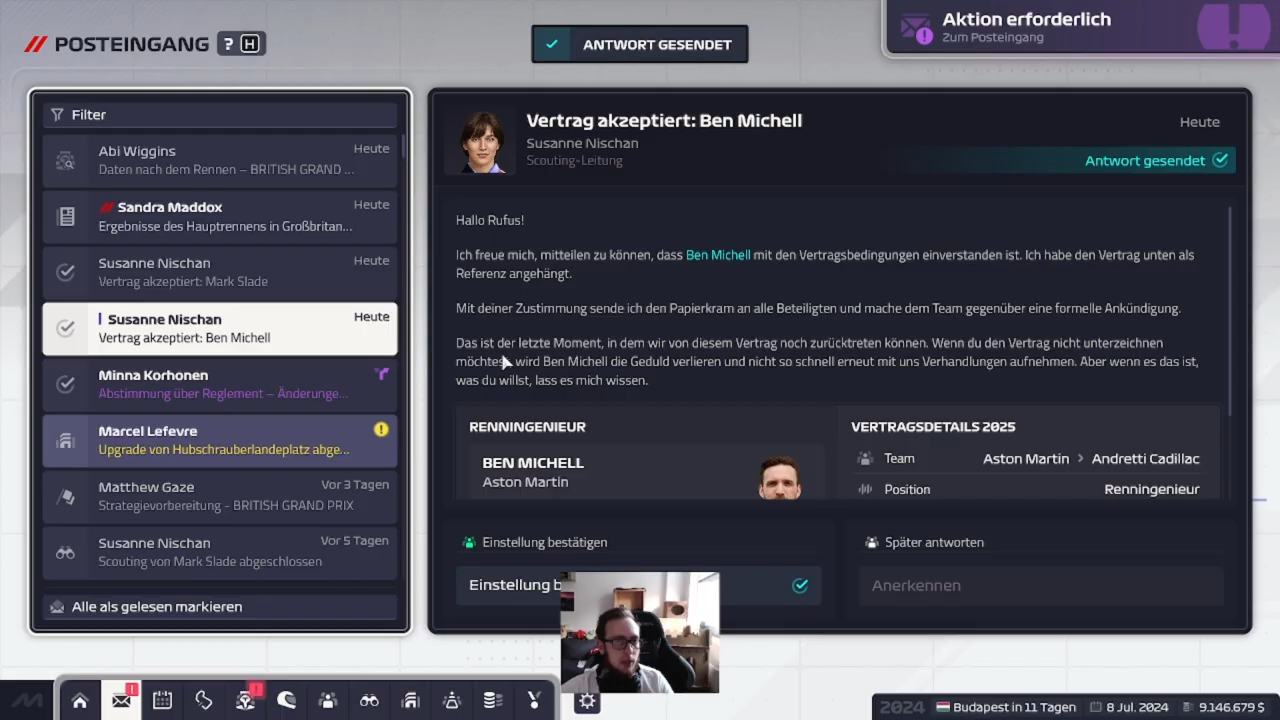 POSTEINGANG ? H
ANTWORT GESENDET
Aktion erforderlich
Zum Posteingang
Filter
Abi Wiggins Heute
Daten nach dem Rennen – BRITISH GRAND ...
Sandra Maddox Heute
Ergebnisse des Hauptrennens in Großbritan...
Susanne Nischan Heute
Vertrag akzeptiert: Mark Slade
Susanne Nischan Heute
Vertrag akzeptiert: Ben Michell
Minna Korhonen
Abstimmung über Reglement – Änderunge...
Marcel Lefevre
Upgrade von Hubschrauberlandeplatz abge...
Matthew Gaze Vor 3 Tagen
Strategievorbereitung - BRITISH GRAND PRIX
Susanne Nischan Vor 5 Tagen
Scouting von Mark Slade abgeschlossen
Alle als gelesen markieren
Vertrag akzeptiert: Ben Michell Heute
Susanne Nischan
Scouting-Leitung
Antwort gesendet
Hallo Rufus!
Ich freue mich, mitteilen zu können, dass Ben Michell mit den Vertragsbedingungen einverstanden ist. Ich habe den Vertrag unten als
Referenz angehängt.
Mit deiner Zustimmung sende ich den Papierkram an alle Beteiligten und mache dem Team gegenüber eine formelle Ankündigung.
Das ist der letzte Moment, in dem wir von diesem Vertrag noch zurücktreten können. Wenn du den Vertrag nicht unterzeichnen
möchtest, wird Ben Michell die Geduld verlieren und nicht so schnell erneut mit uns Verhandlungen aufnehmen. Aber wenn es das ist,
was du willst, lass es mich wissen.
RENNINGENIEUR
BEN MICHELL
Aston Martin
VERTRAGSDETAILS 2025
Team Aston Martin > Andretti Cadillac
Position Renningenieur
Einstellung bestätigen
Einstellung b
Später antworten
Anerkennen
2024 Budapest in 11 Tagen 8 Jul. 2024 9.146.679 $